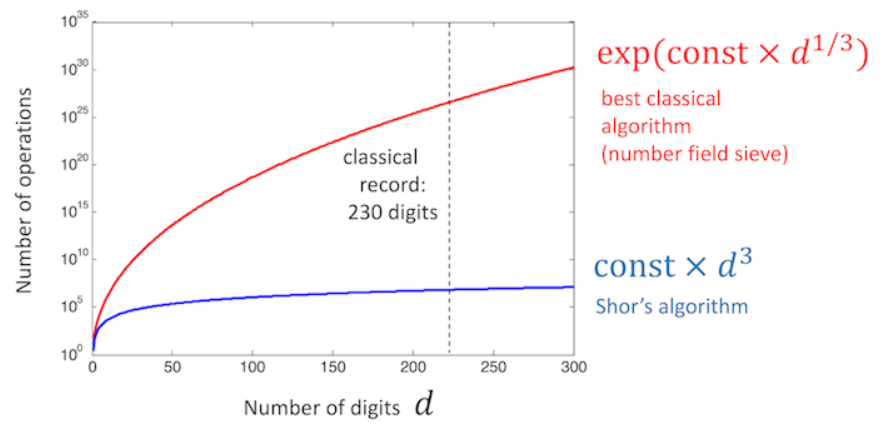 Number of operations
10^35
10^30
10^25
10^20
10^15
10^10
10^5
10^0
0 50 100 150 200 250 300
Number of digits d
classical
record:
230 digits
exp(const × d^{1/3})
best classical
algorithm
(number field sieve)
const × d^3
Shor's algorithm